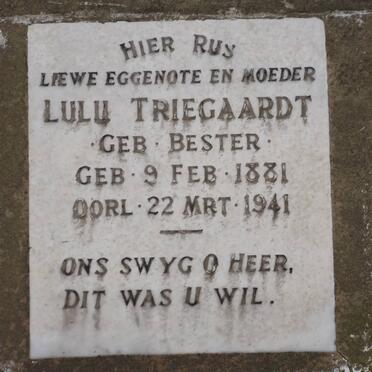 HIER RUS
LIEWE EGGENOTE EN MOEDER
LULU TRIEGAARDT
· GEB · BESTER ·
GEB · 9 FEB · 1881
OORL · 22 MRT · 1941
ONS SWYG O HEER,
DIT WAS U WIL.